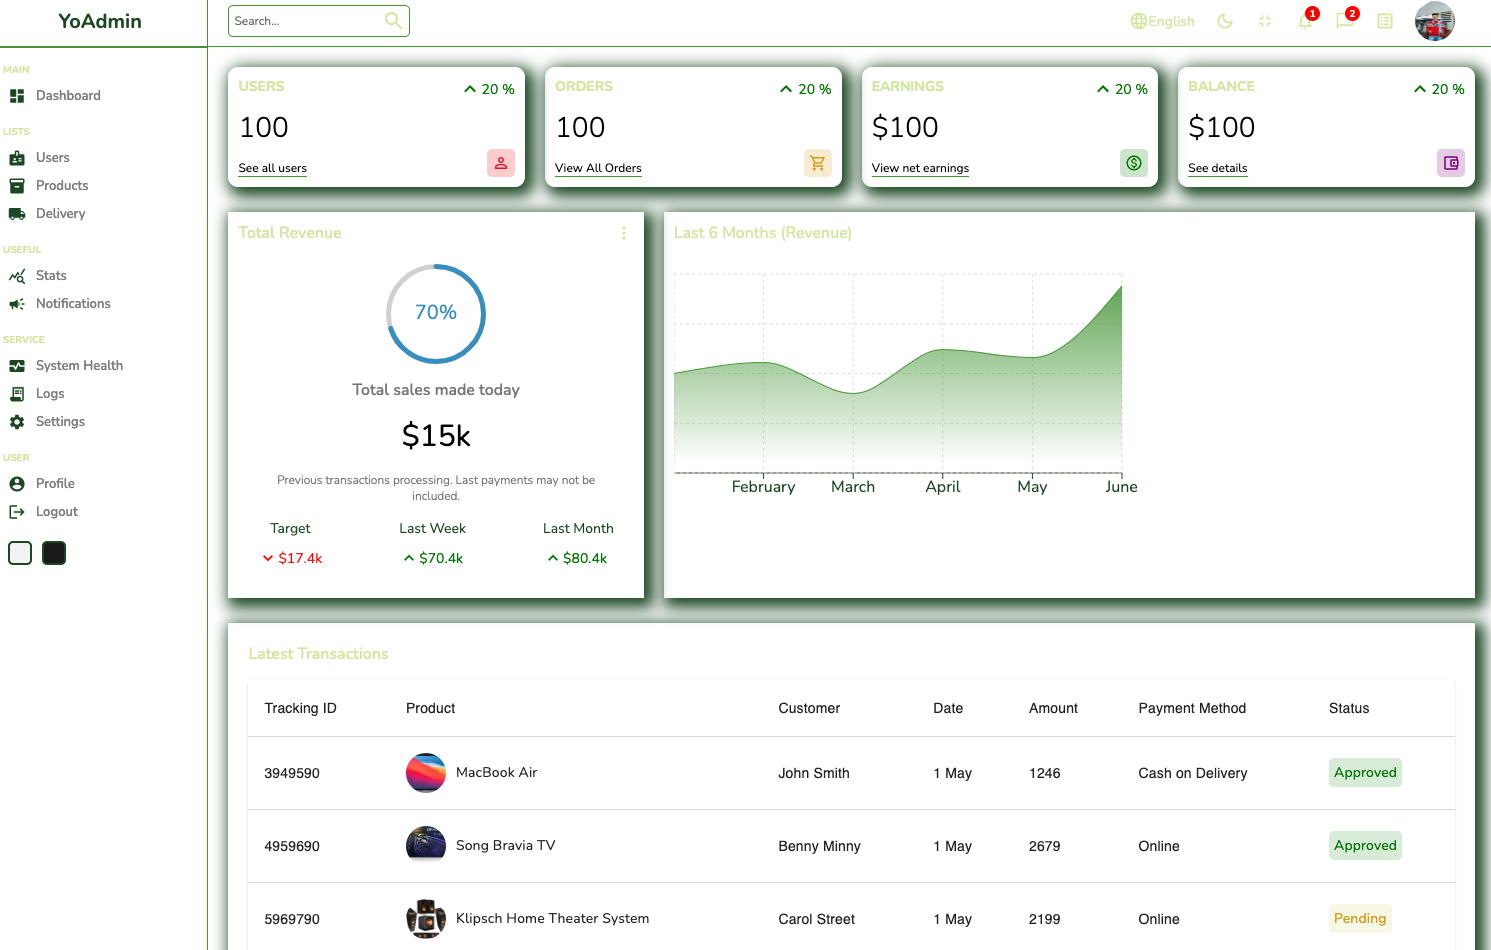 YoAdmin
Search...
English
1
2
MAIN
Dashboard
LISTS
Users
Products
Delivery
USEFUL
Stats
Notifications
SERVICE
System Health
Logs
Settings
USER
Profile
Logout
USERS
20 %
100
See all users
ORDERS
20 %
100
View All Orders
EARNINGS
20 %
$100
View net earnings
BALANCE
20 %
$100
See details
Total Revenue
70%
Total sales made today
$15k
Previous transactions processing. Last payments may not be
included.
Target Last Week Last Month
$17.4k $70.4k $80.4k
Last 6 Months (Revenue)
February March April May June
Latest Transactions
Tracking ID Product Customer Date Amount Payment Method Status
3949590 MacBook Air John Smith 1 May 1246 Cash on Delivery Approved
4959690 Song Bravia TV Benny Minny 1 May 2679 Online Approved
5969790 Klipsch Home Theater System Carol Street 1 May 2199 Online Pending